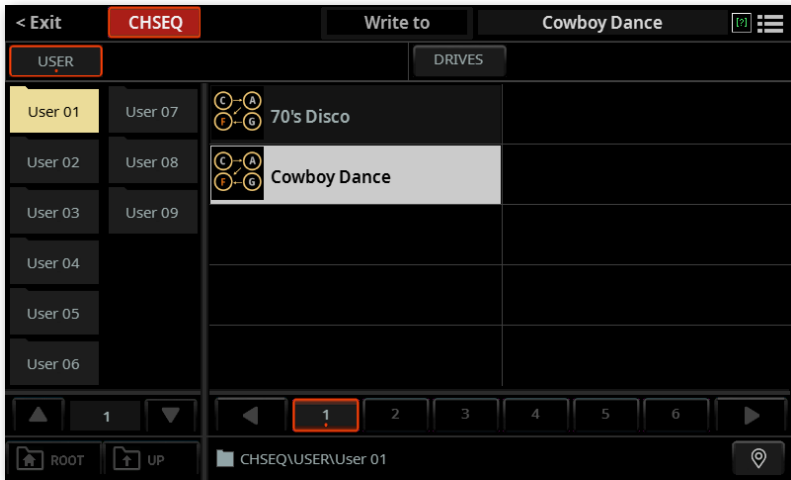 < Exit CHSEQ Write to Cowboy Dance [?]
USER DRIVES
User 01 User 07
C A F G 70's Disco
User 02 User 08
C A F G Cowboy Dance
User 03 User 09
User 04
User 05
User 06
1 1 2 3 4 5 6
ROOT UP CHSEQ\USER\User 01